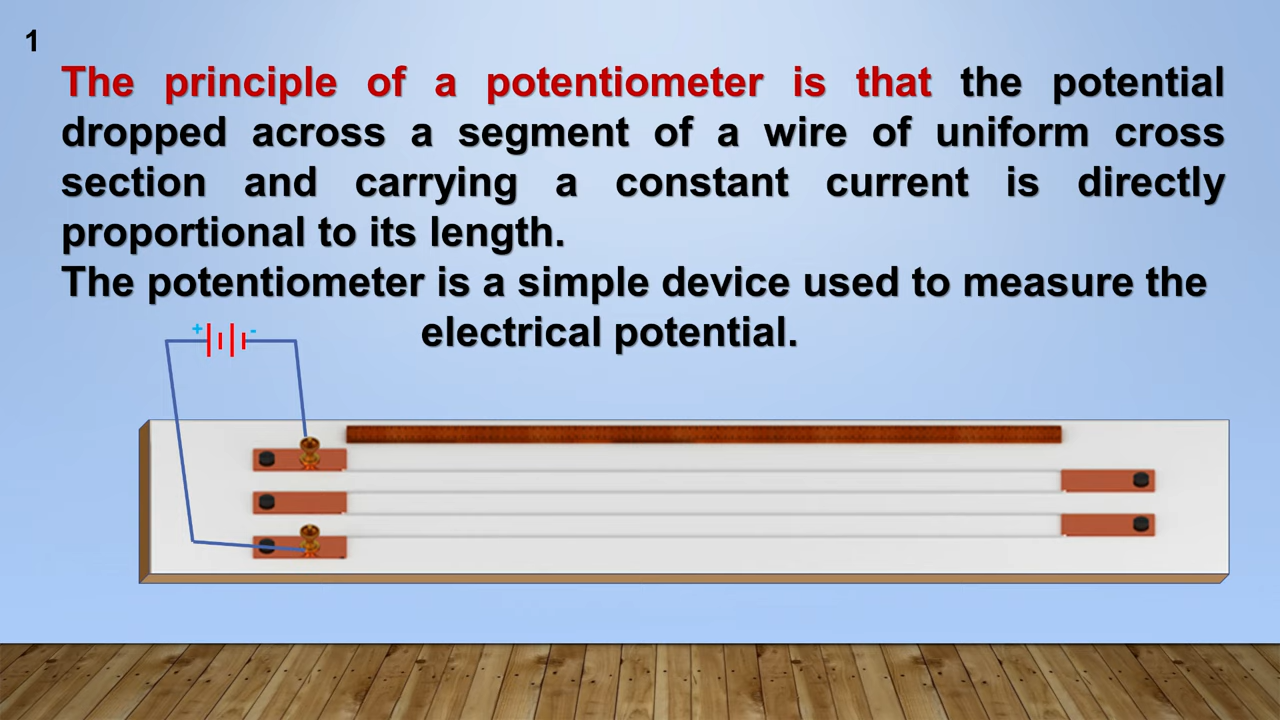 1
The principle of a potentiometer is that the potential
dropped across a segment of a wire of uniform cross
section and carrying a constant current is directly
proportional to its length.
The potentiometer is a simple device used to measure the
electrical potential.
+ -